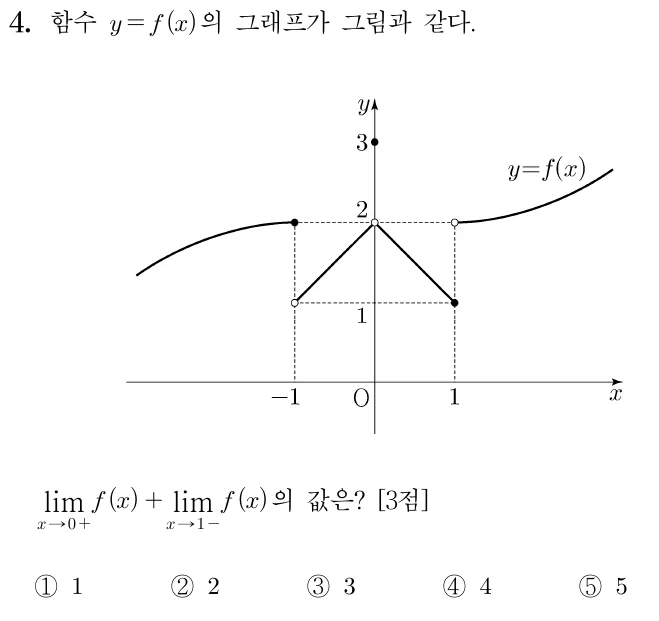 4. 함수 y=f(x)의 그래프가 그림과 같다.
y
3
y=f(x)
2
1
-1
O
1
x
lim f(x)+ lim f(x)의 값은? [3점]
x→0+ x→1-
① 1 ② 2 ③ 3 ④ 4 ⑤ 5